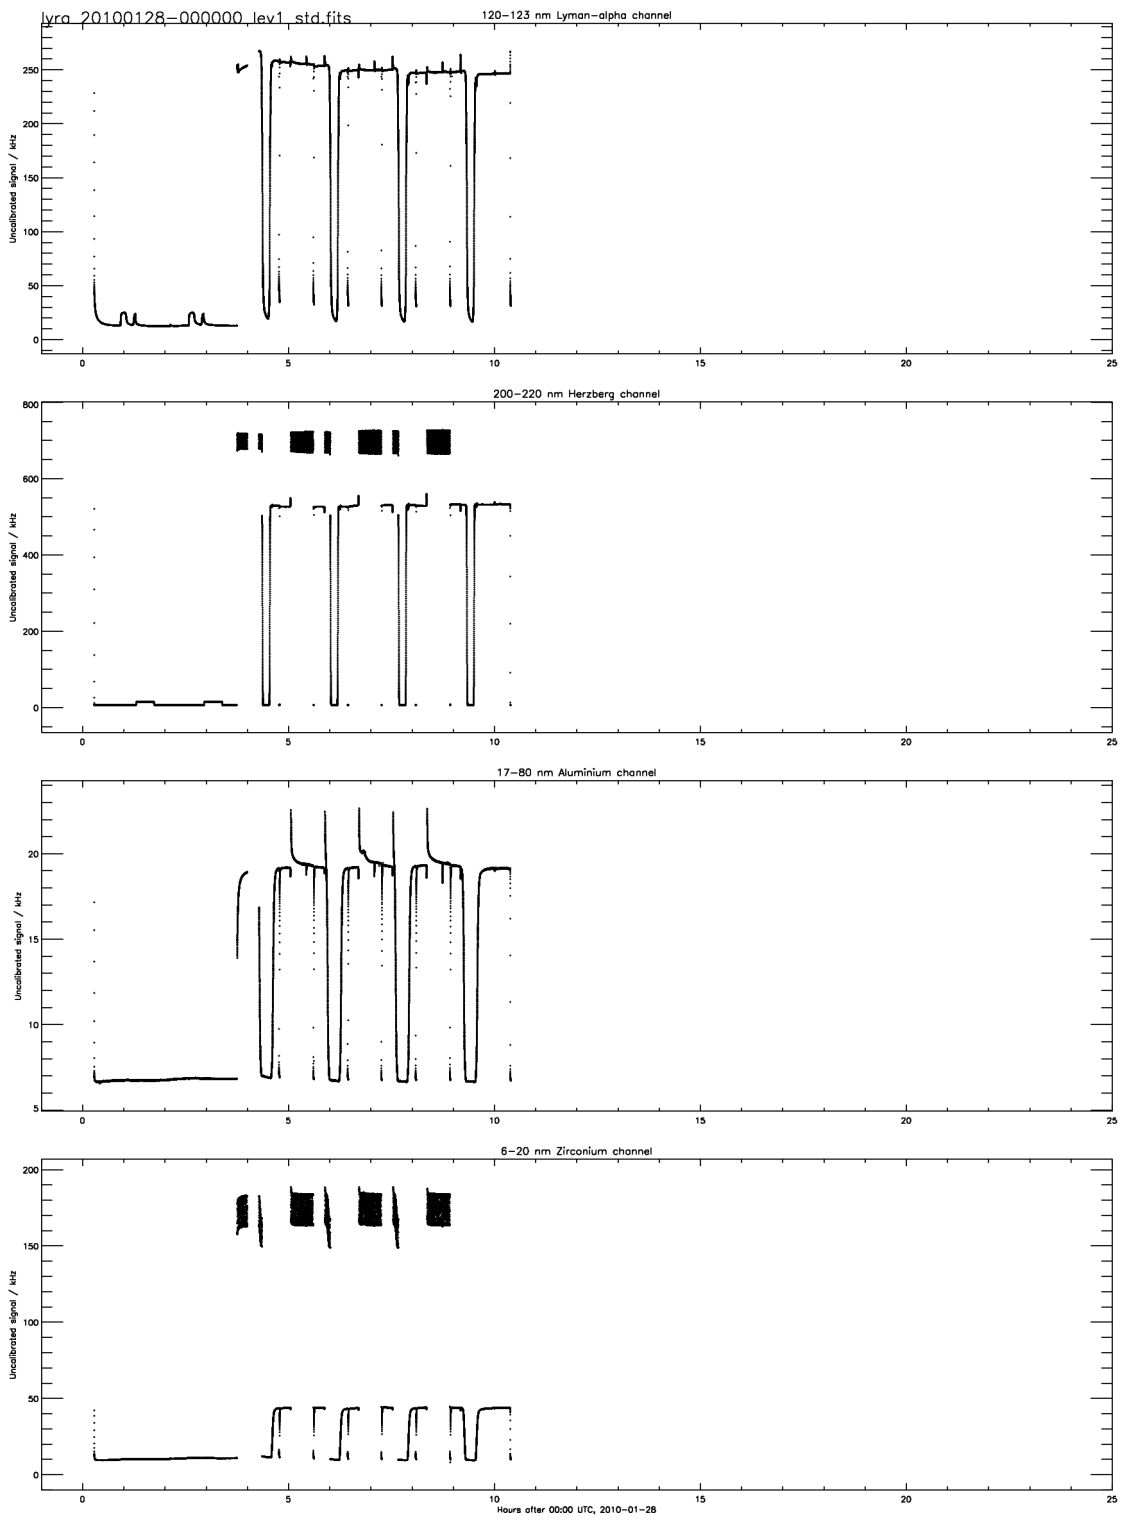 lyra_20100128-000000_lev1_std.fits
120-123 nm Lyman-alpha channel
Uncalibrated signal / kHz
250
200
150
100
50
0
0 5 10 15 20 25
200-220 nm Herzberg channel
Uncalibrated signal / kHz
800
600
400
200
0
0 5 10 15 20 25
17-80 nm Aluminium channel
Uncalibrated signal / kHz
20
15
10
5
0 5 10 15 20 25
6-20 nm Zirconium channel
Uncalibrated signal / kHz
200
150
100
50
0
0 5 10 15 20 25
Hours after 00:00 UTC, 2010-01-28